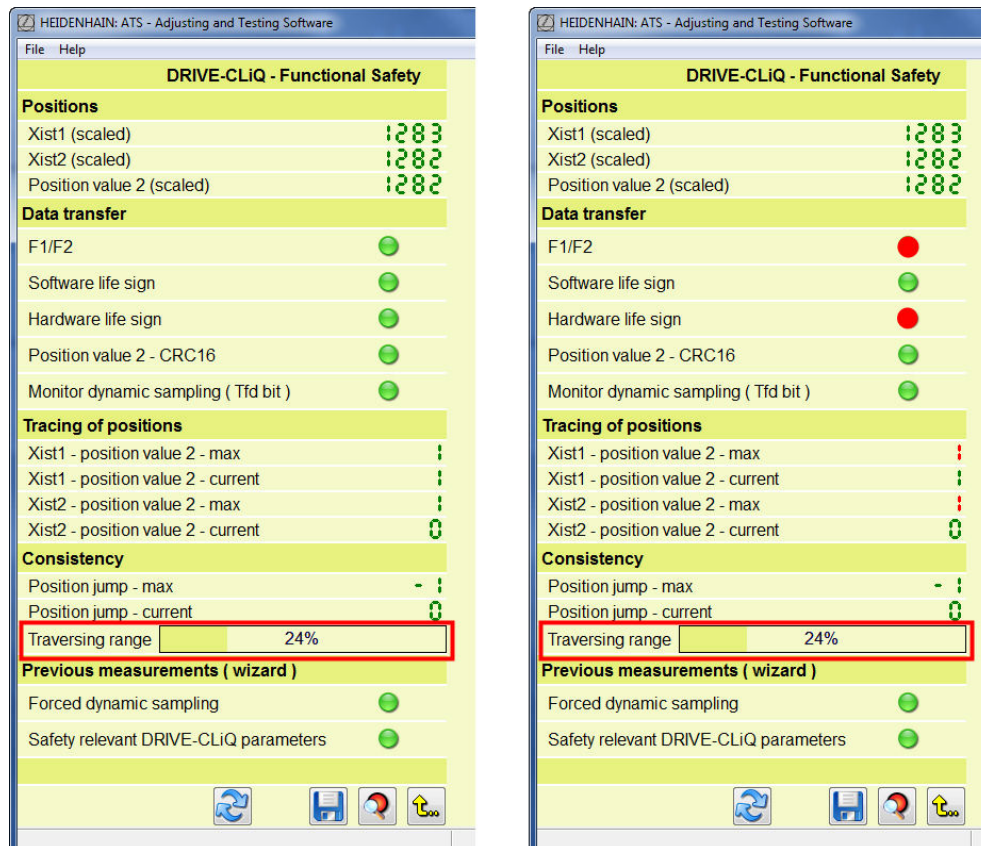 HEIDENHAIN: ATS - Adjusting and Testing Software
File Help
DRIVE-CLiQ - Functional Safety
Positions
Xist1 (scaled) 1283
Xist2 (scaled) 1282
Position value 2 (scaled) 1282
Data transfer
F1/F2
Software life sign
Hardware life sign
Position value 2 - CRC16
Monitor dynamic sampling ( Tfd bit )
Tracing of positions
Xist1 - position value 2 - max 1
Xist1 - position value 2 - current 1
Xist2 - position value 2 - max 1
Xist2 - position value 2 - current 0
Consistency
Position jump - max -1
Position jump - current 0
Traversing range 24%
Previous measurements ( wizard )
Forced dynamic sampling
Safety relevant DRIVE-CLiQ parameters
HEIDENHAIN: ATS - Adjusting and Testing Software
File Help
DRIVE-CLiQ - Functional Safety
Positions
Xist1 (scaled) 1283
Xist2 (scaled) 1282
Position value 2 (scaled) 1282
Data transfer
F1/F2
Software life sign
Hardware life sign
Position value 2 - CRC16
Monitor dynamic sampling ( Tfd bit )
Tracing of positions
Xist1 - position value 2 - max 1
Xist1 - position value 2 - current 1
Xist2 - position value 2 - max 1
Xist2 - position value 2 - current 0
Consistency
Position jump - max -1
Position jump - current 0
Traversing range 24%
Previous measurements ( wizard )
Forced dynamic sampling
Safety relevant DRIVE-CLiQ parameters